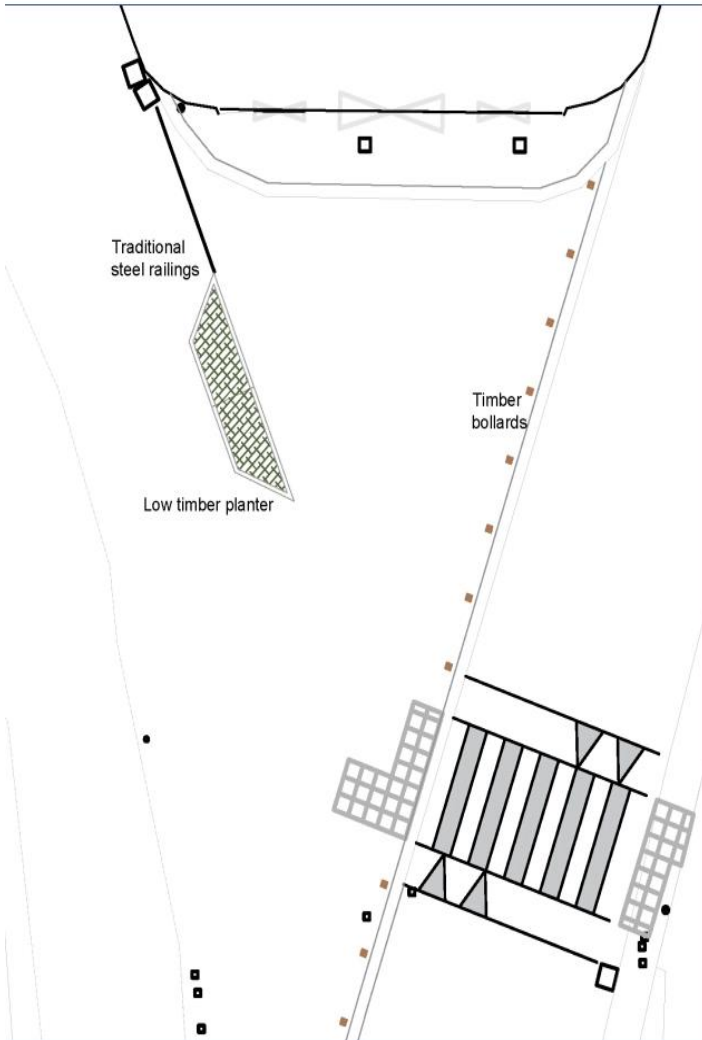 Traditional
steel railings
Timber
bollards
Low timber planter